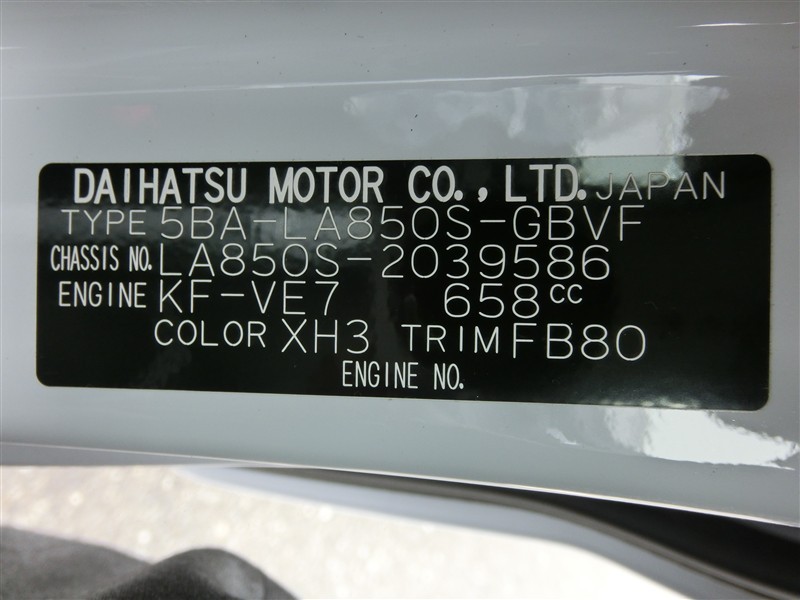 DAIHATSU MOTOR CO., LTD. JAPAN
TYPE 5BA-LA850S-GBVF
CHASSIS NO. LA850S-2039586
ENGINE KF-VE7 658CC
COLOR XH3 TRIM FB80
ENGINE NO.